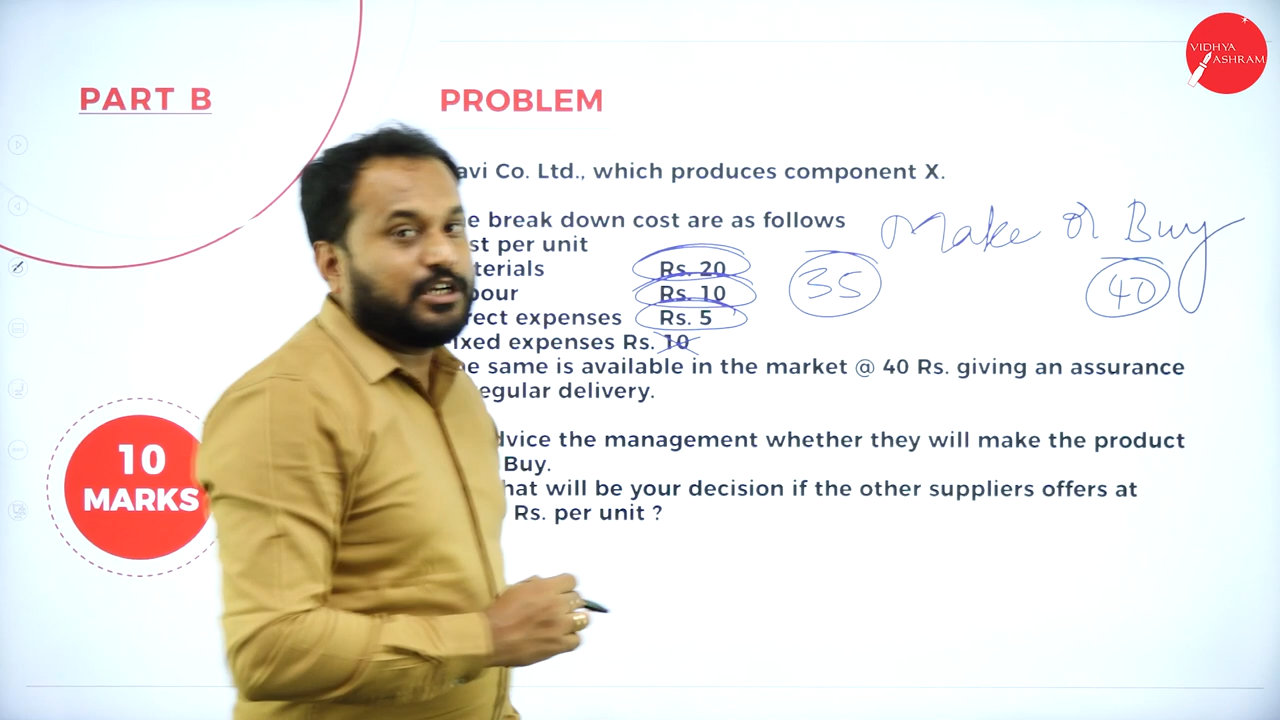 PART B
PROBLEM
VIDHYA
ASHRAM
avi Co. Ltd., which produces component X.
e break down cost are as follows
st per unit
terials Rs. 20
our Rs. 10
rect expenses Rs. 5
ixed expenses Rs. 10
e same is available in the market @ 40 Rs. giving an assurance
egular delivery.
dvice the management whether they will make the product
Buy.
hat will be your decision if the other suppliers offers at
Rs. per unit ?
Make or Buy
35
40
10
MARKS